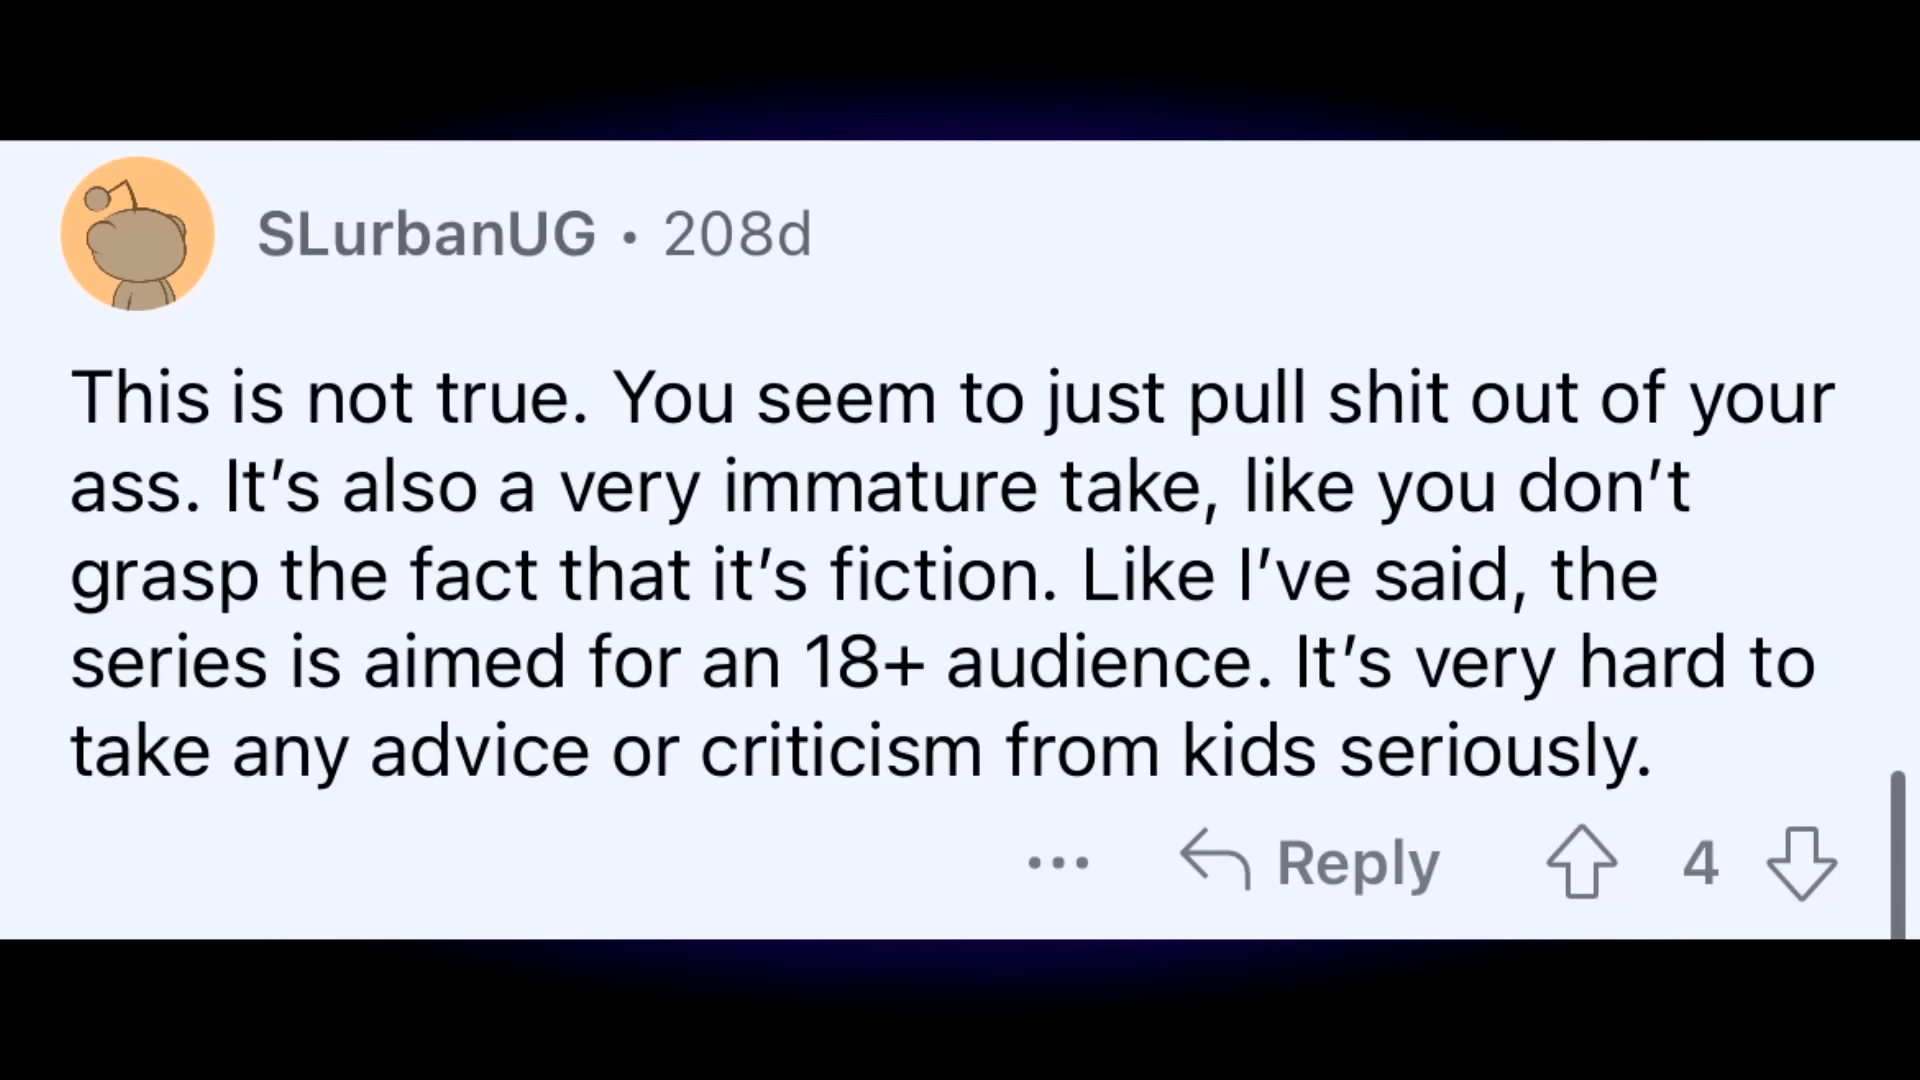 SLurbanUG • 208d
This is not true. You seem to just pull shit out of your
ass. It’s also a very immature take, like you don’t
grasp the fact that it’s fiction. Like I’ve said, the
series is aimed for an 18+ audience. It’s very hard to
take any advice or criticism from kids seriously.
... Reply 4